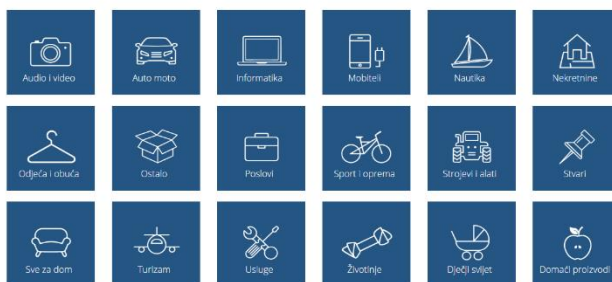 Audio i video
Auto moto
Informatika
Mobiteli
Nautika
Nekretnine
Odjeća i obuća
Ostalo
Poslovi
Sport i oprema
Strojevi i alati
Stvari
Sve za dom
Turizam
Usluge
Životinje
Dječji svijet
Domaći proizvodi